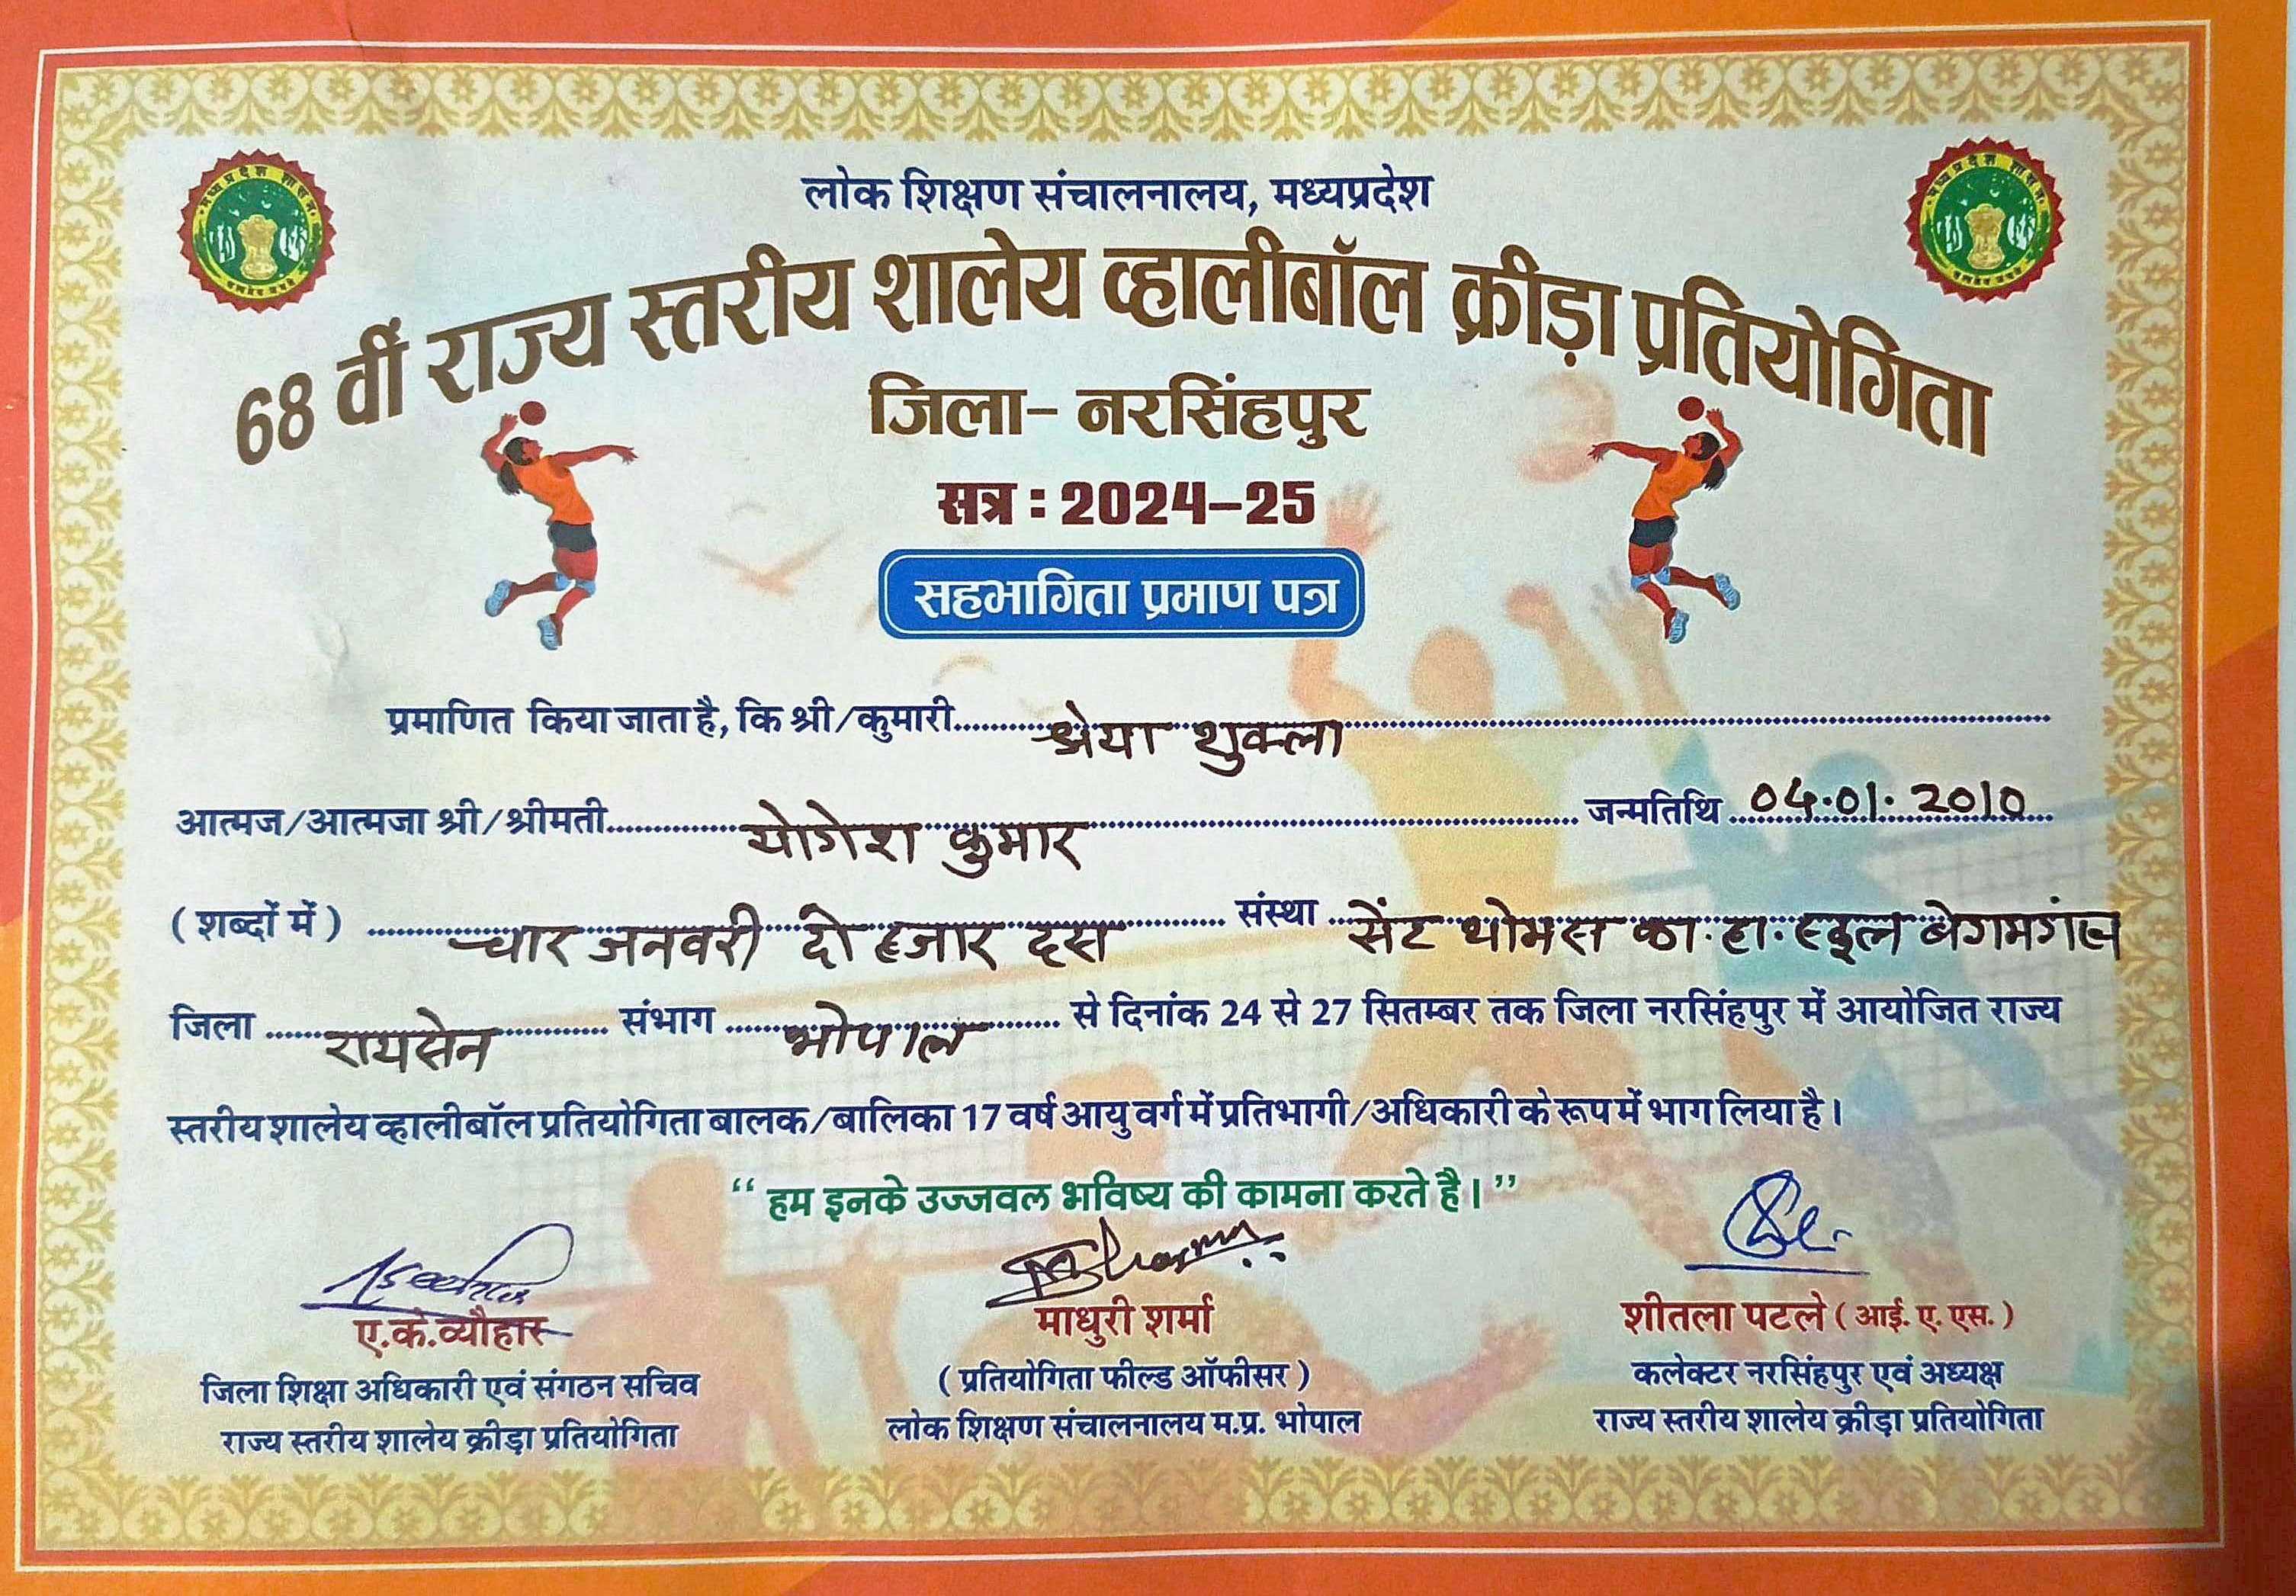 लोक शिक्षण संचालनालय, मध्यप्रदेश
68 वीं राज्य स्तरीय शालेय व्हालीबॉल क्रीड़ा प्रतियोगिता
जिला- नरसिंहपुर
सत्र : 2024-25
सहभागिता प्रमाण पत्र
प्रमाणित किया जाता है, कि श्री/कुमारी श्रेया शुक्ला
आत्मज/आत्मजा श्री/श्रीमती योगेश कुमार जन्मतिथि 04.01.2010
(शब्दों में) चार जनवरी दो हजार दस संस्था सेंट थोमस का. हा. स्कूल बेगमगंज
जिला रायसेन संभाग भोपाल से दिनांक 24 से 27 सितम्बर तक जिला नरसिंहपुर में आयोजित राज्य
स्तरीय शालेय व्हालीबॉल प्रतियोगिता बालक/बालिका 17 वर्ष आयु वर्ग में प्रतिभागी/अधिकारी के रूप में भाग लिया है।
“ हम इनके उज्जवल भविष्य की कामना करते है। ”
ए.के.व्यौहार
जिला शिक्षा अधिकारी एवं संगठन सचिव
राज्य स्तरीय शालेय क्रीड़ा प्रतियोगिता
माधुरी शर्मा
( प्रतियोगिता फील्ड ऑफीसर )
लोक शिक्षण संचालनालय म.प्र. भोपाल
शीतला पटले ( आई. ए. एस. )
कलेक्टर नरसिंहपुर एवं अध्यक्ष
राज्य स्तरीय शालेय क्रीड़ा प्रतियोगिता